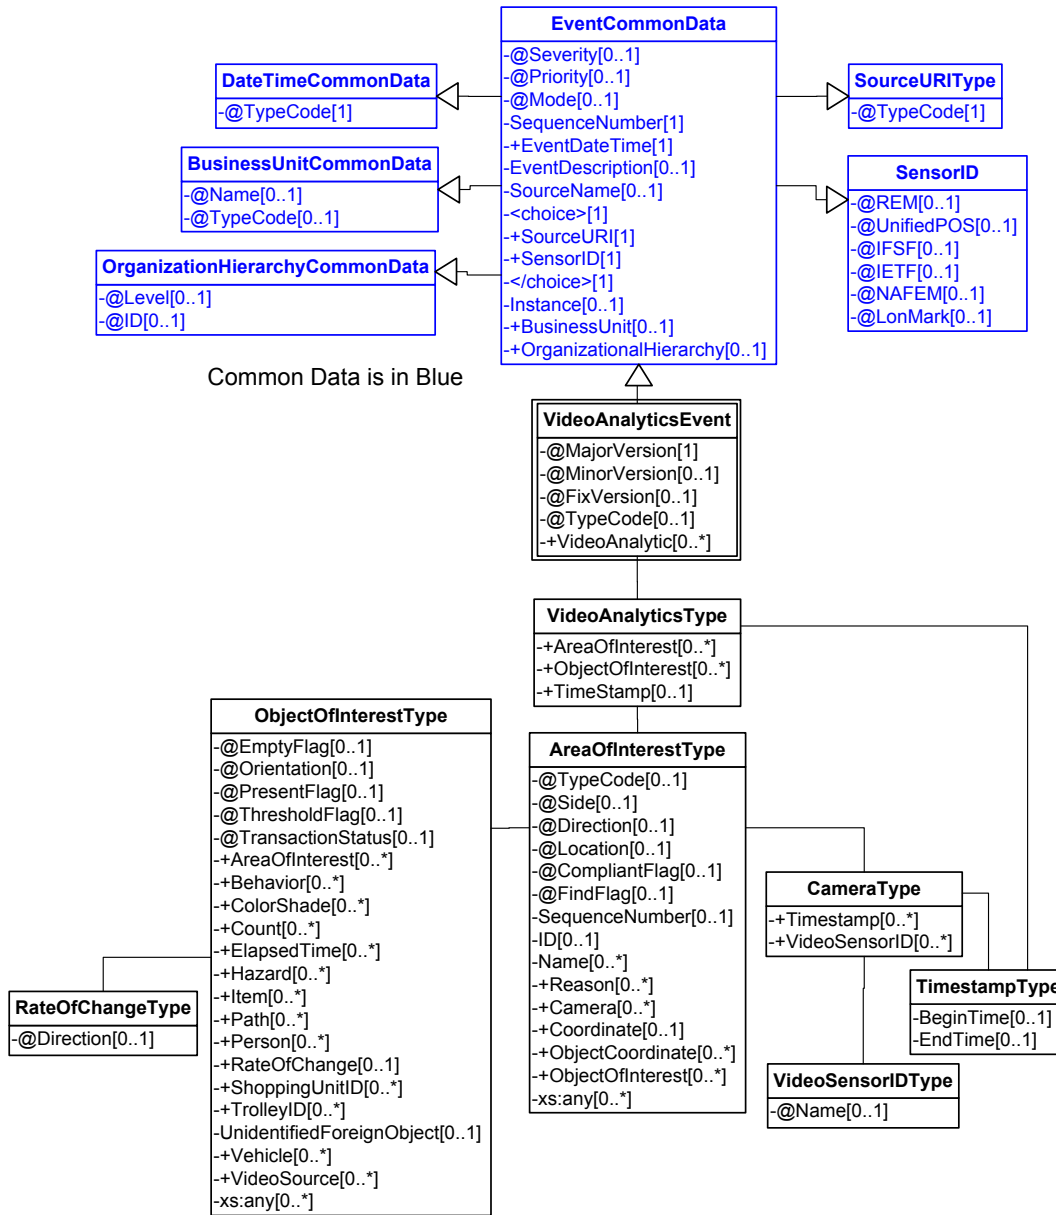 EventCommonData
-@Severity[0..1]
-@Priority[0..1]
-@Mode[0..1]
-SequenceNumber[1]
-+EventDateTime[1]
-EventDescription[0..1]
-SourceName[0..1]
-<choice>[1]
-+SourceURI[1]
-+SensorID[1]
-</choice>[1]
-Instance[0..1]
-+BusinessUnit[0..1]
-+OrganizationalHierarchy[0..1]
DateTimeCommonData
-@TypeCode[1]
BusinessUnitCommonData
-@Name[0..1]
-@TypeCode[0..1]
OrganizationHierarchyCommonData
-@Level[0..1]
-@ID[0..1]
SourceURIType
-@TypeCode[1]
SensorID
-@REM[0..1]
-@UnifiedPOS[0..1]
-@IFSF[0..1]
-@IETF[0..1]
-@NAFEM[0..1]
-@LonMark[0..1]
Common Data is in Blue
VideoAnalyticsEvent
-@MajorVersion[1]
-@MinorVersion[0..1]
-@FixVersion[0..1]
-@TypeCode[0..1]
-+VideoAnalytic[0..*]
VideoAnalyticsType
-+AreaOfInterest[0..*]
-+ObjectOfInterest[0..*]
-+TimeStamp[0..1]
ObjectOfInterestType
-@EmptyFlag[0..1]
-@Orientation[0..1]
-@PresentFlag[0..1]
-@ThresholdFlag[0..1]
-@TransactionStatus[0..1]
-+AreaOfInterest[0..*]
-+Behavior[0..*]
-+ColorShade[0..*]
-+Count[0..*]
-+ElapsedTime[0..*]
-+Hazard[0..*]
-+Item[0..*]
-+Path[0..*]
-+Person[0..*]
-+RateOfChange[0..1]
-+ShoppingUnitID[0..*]
-+TrolleyID[0..*]
-UnidentifiedForeignObject[0..1]
-+Vehicle[0..*]
-+VideoSource[0..*]
-xs:any[0..*]
AreaOfInterestType
-@TypeCode[0..1]
-@Side[0..1]
-@Direction[0..1]
-@Location[0..1]
-@CompliantFlag[0..1]
-@FindFlag[0..1]
-SequenceNumber[0..1]
-ID[0..1]
-Name[0..*]
-+Reason[0..*]
-+Camera[0..*]
-+Coordinate[0..1]
-+ObjectCoordinate[0..*]
-+ObjectOfInterest[0..*]
-xs:any[0..*]
CameraType
-+Timestamp[0..*]
-+VideoSensorID[0..*]
RateOfChangeType
-@Direction[0..1]
TimestampType
-BeginTime[0..1]
-EndTime[0..1]
VideoSensorIDType
-@Name[0..1]